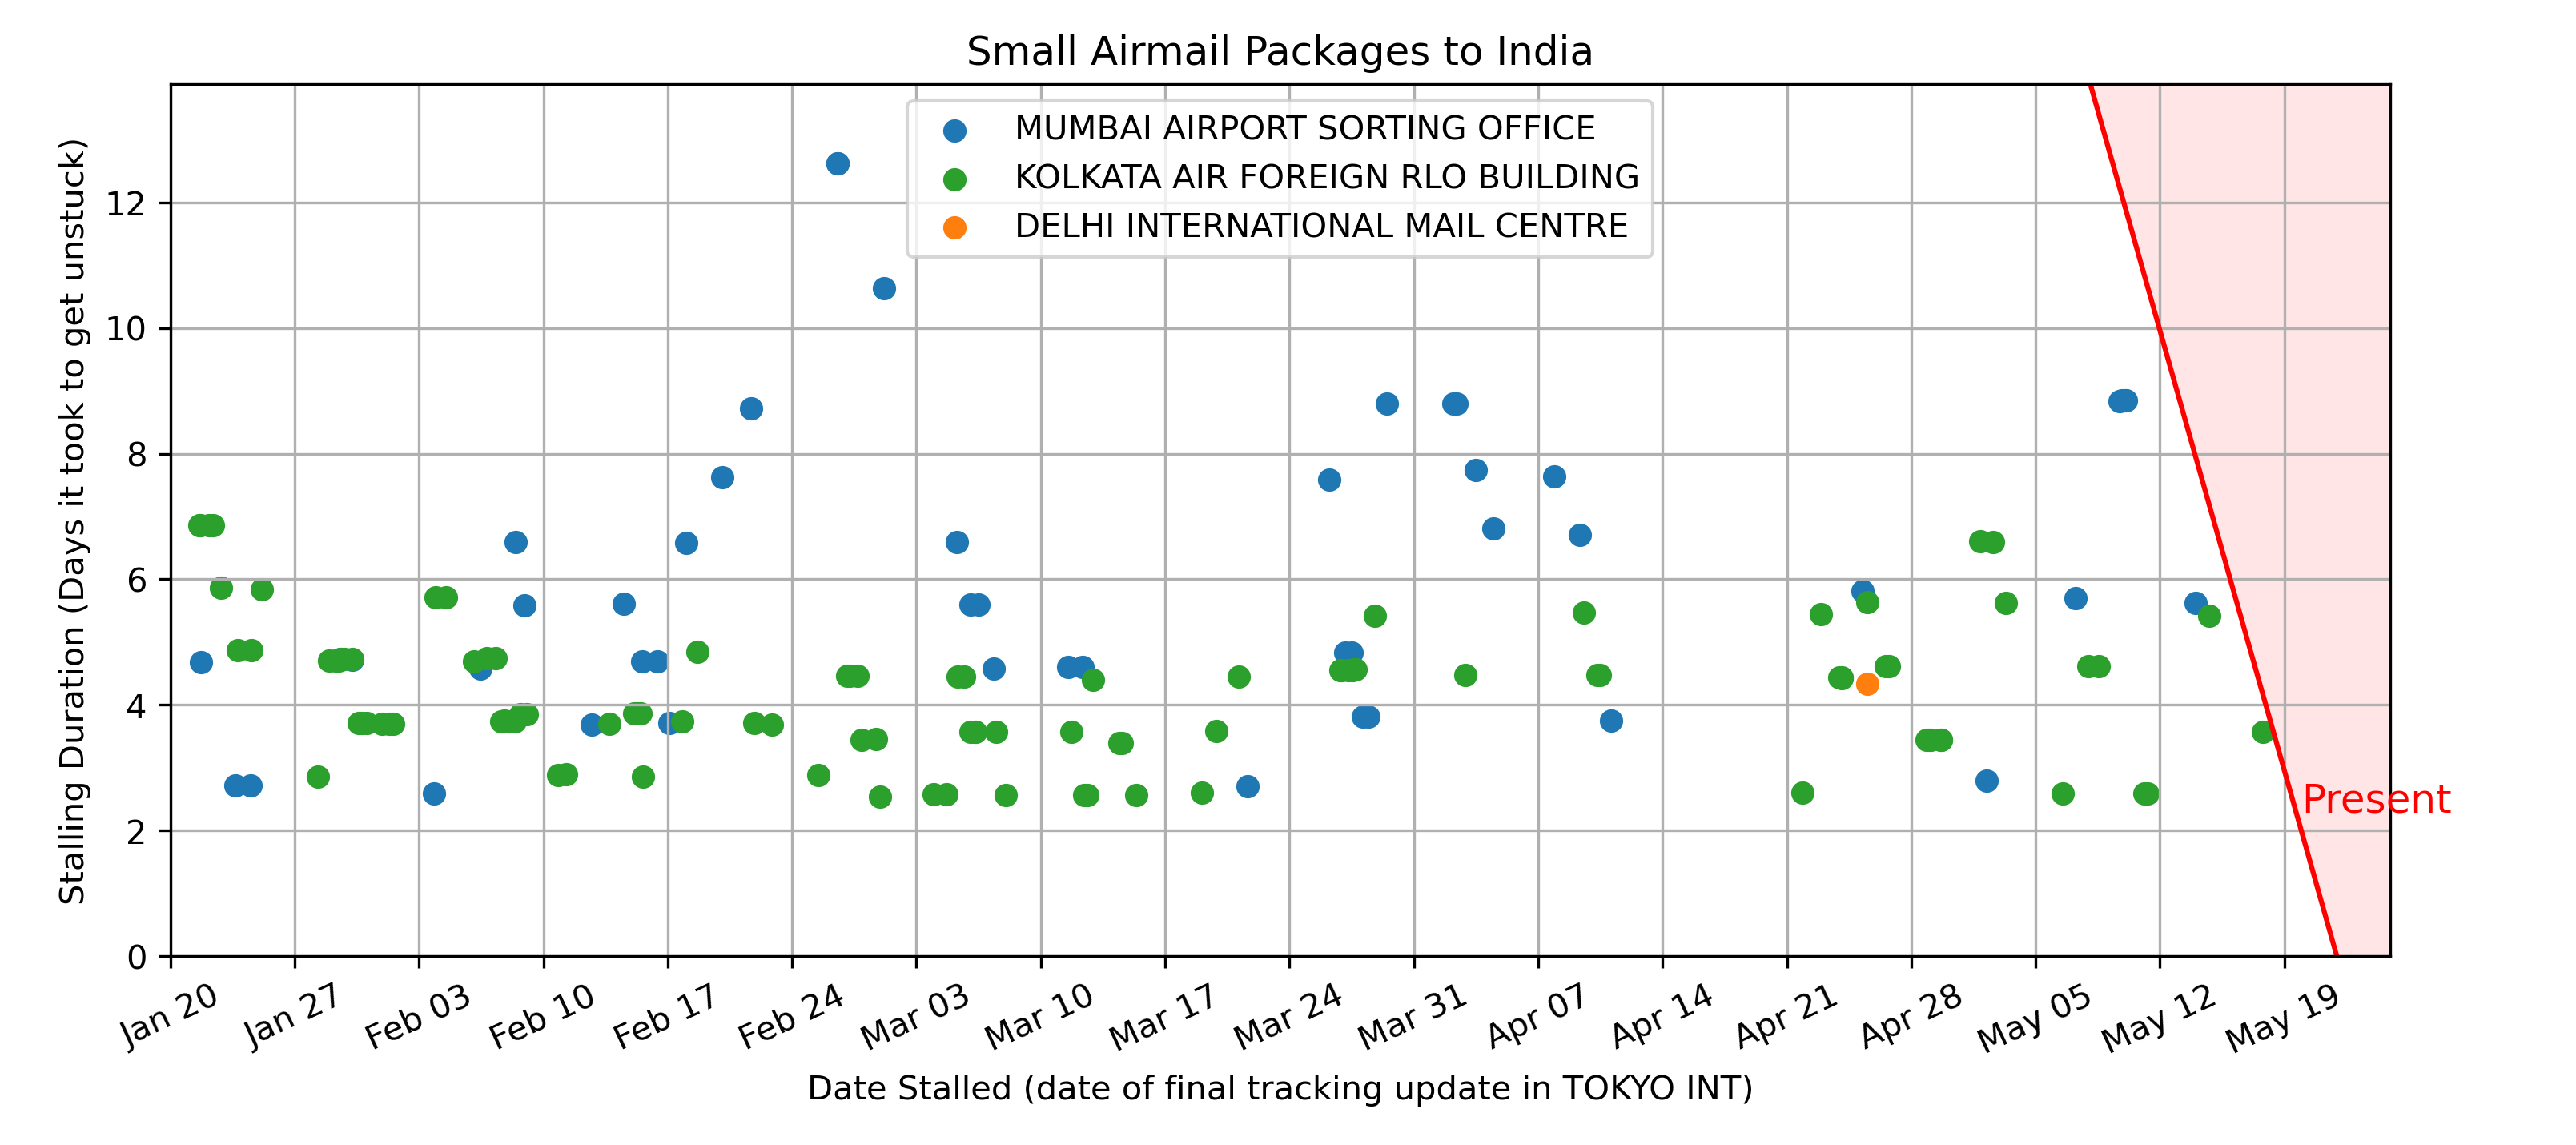 Small Airmail Packages to India
MUMBAI AIRPORT SORTING OFFICE
KOLKATA AIR FOREIGN RLO BUILDING
DELHI INTERNATIONAL MAIL CENTRE
Stalling Duration (Days it took to get unstuck)
12
10
8
6
4
2
0
Present
Jan 20 Jan 27 Feb 03 Feb 10 Feb 17 Feb 24 Mar 03 Mar 10 Mar 17 Mar 24 Mar 31 Apr 07 Apr 14 Apr 21 Apr 28 May 05 May 12 May 19
Date Stalled (date of final tracking update in TOKYO INT)